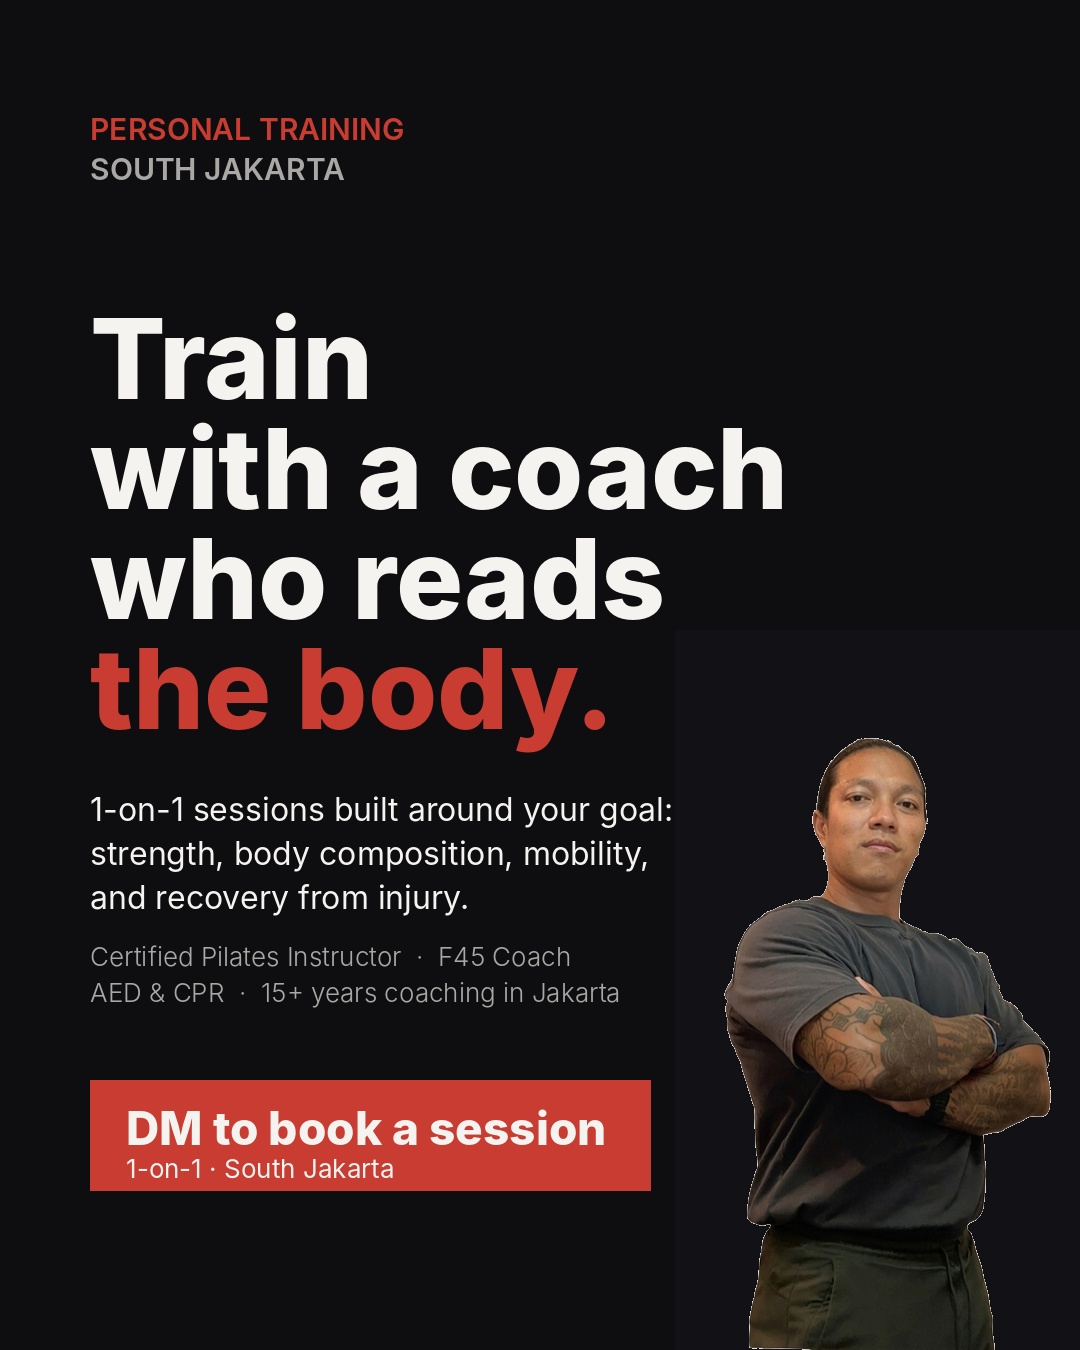 PERSONAL TRAINING
SOUTH JAKARTA
Train
with a coach
who reads
the body.
1-on-1 sessions built around your goal:
strength, body composition, mobility,
and recovery from injury.
Certified Pilates Instructor · F45 Coach
AED & CPR · 15+ years coaching in Jakarta
DM to book a session
1-on-1 · South Jakarta